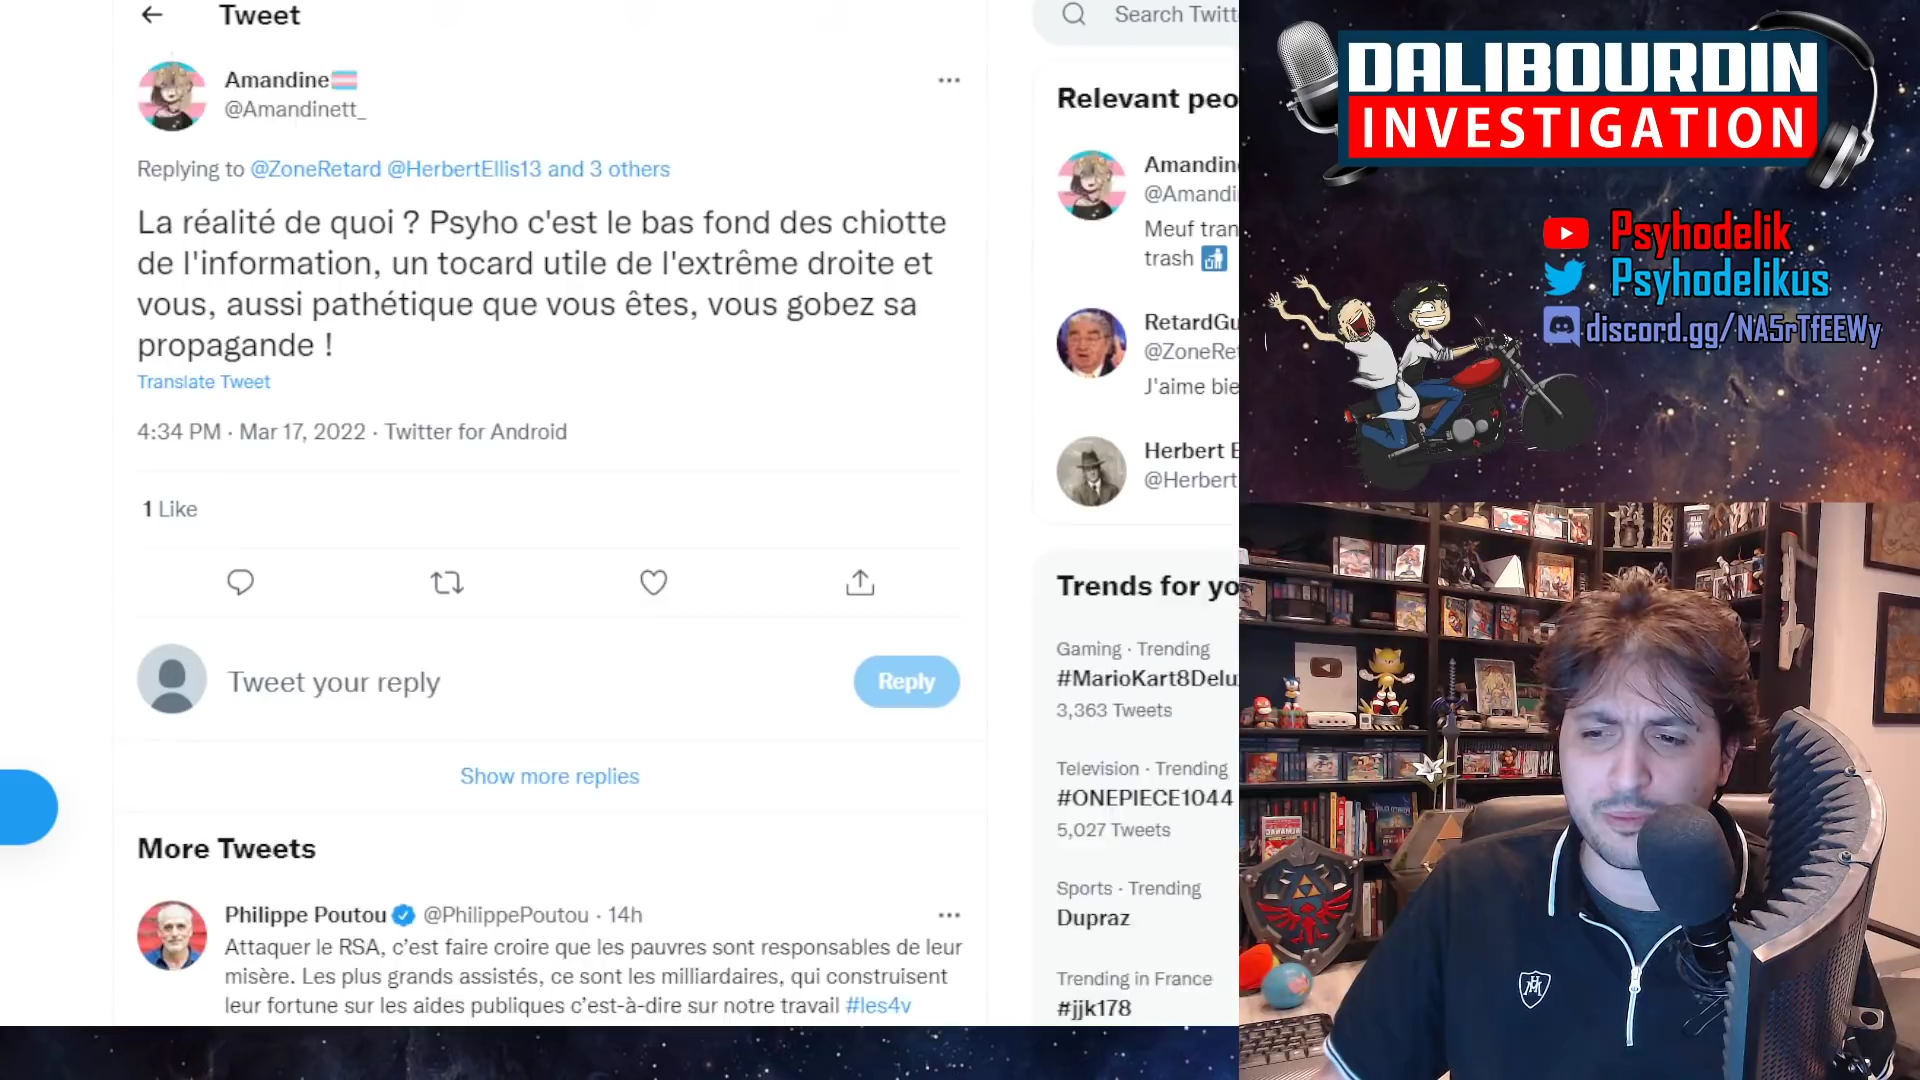 Tweet
Amandine
@Amandinett_
Replying to @ZoneRetard @HerbertEllis13 and 3 others
La réalité de quoi ? Psyho c'est le bas fond des chiotte
de l'information, un tocard utile de l'extrême droite et
vous, aussi pathétique que vous êtes, vous gobez sa
propagande !
Translate Tweet
4:34 PM · Mar 17, 2022 · Twitter for Android
1 Like
Tweet your reply
Reply
Show more replies
More Tweets
Philippe Poutou @PhilippePoutou · 14h
Attaquer le RSA, c’est faire croire que les pauvres sont responsables de leur
misère. Les plus grands assistés, ce sont les milliardaires, qui construisent
leur fortune sur les aides publiques c’est-à-dire sur notre travail #les4v
Search Twitt
Relevant peo
Amandin
@Amandi
Meuf tran
trash
RetardGu
@ZoneRet
J'aime bie
Herbert E
@Herbert
Trends for yo
Gaming · Trending
#MarioKart8Delu
3,363 Tweets
Television · Trending
#ONEPIECE1044
5,027 Tweets
Sports · Trending
Dupraz
Trending in France
#jjk178
DALIBOURDIN
INVESTIGATION
Psyhodelik
Psyhodelikus
discord.gg/NA5rTfEEWy